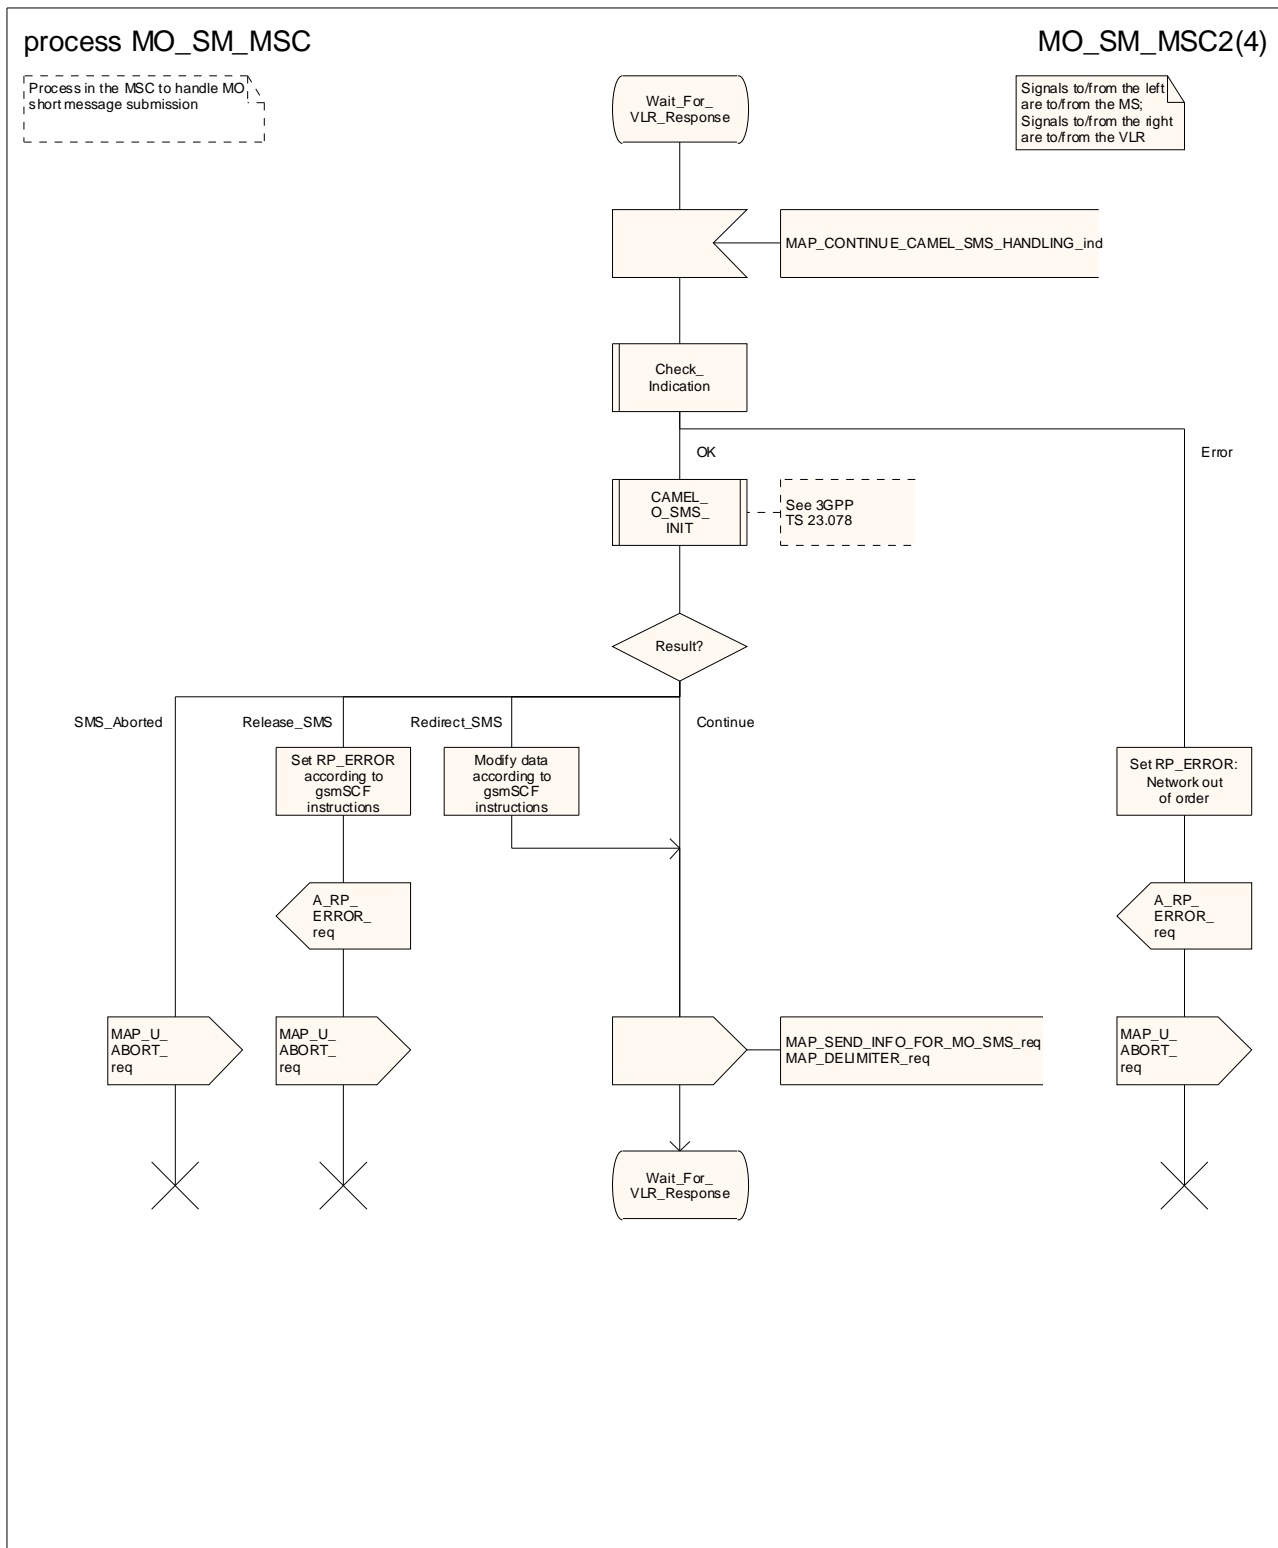 process MO_SM_MSC
MO_SM_MSC2(4)
Process in the MSC to handle MO
short message submission
Wait_For_
VLR_Response
Signals to/from the left
are to/from the MS;
Signals to/from the right
are to/from the VLR
MAP_CONTINUE_CAMEL_SMS_HANDLING_ind
Check_
Indication
OK
Error
CAMEL_
O_SMS_
INIT
See 3GPP
TS 23.078
Result?
SMS_Aborted
Release_SMS
Redirect_SMS
Continue
Set RP_ERROR
according to
gsmSCF
instructions
Modify data
according to
gsmSCF
instructions
Set RP_ERROR:
Network out
of order
A_RP_
ERROR_
req
A_RP_
ERROR_
req
MAP_U_
ABORT_
req
MAP_U_
ABORT_
req
MAP_SEND_INFO_FOR_MO_SMS_req
MAP_DELIMITER_req
MAP_U_
ABORT_
req
Wait_For_
VLR_Response